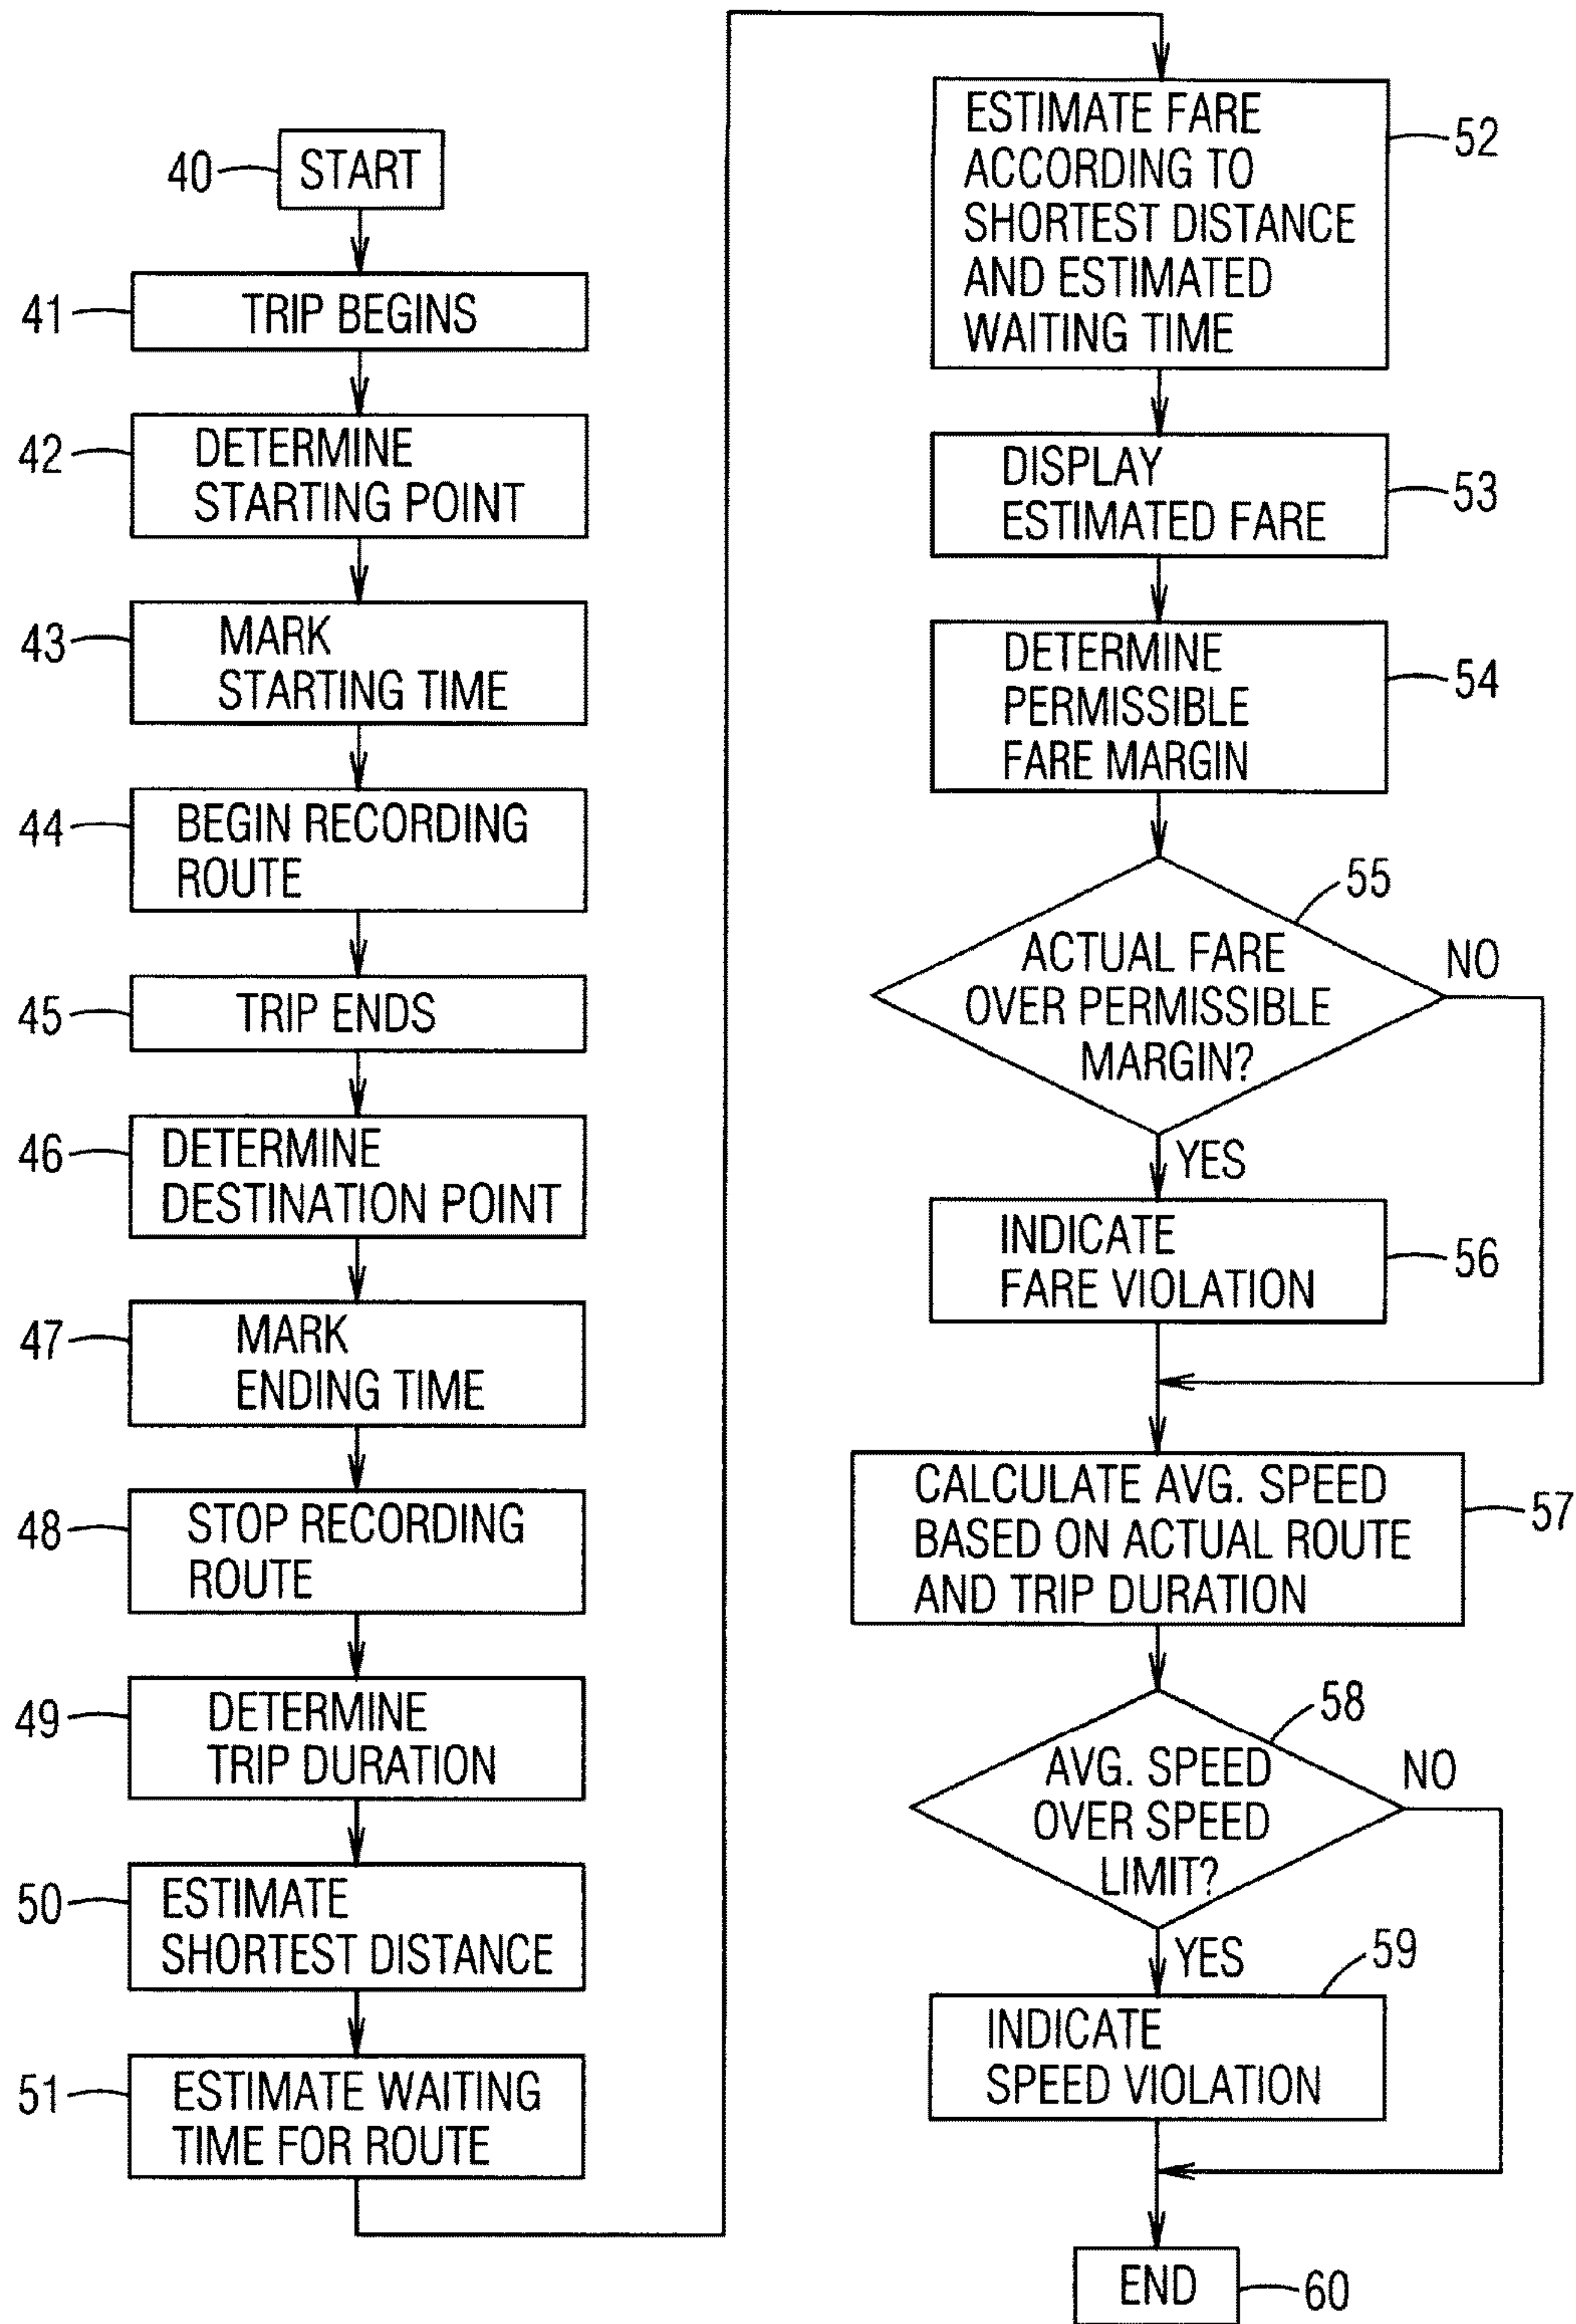 40
START
41
TRIP BEGINS
42
DETERMINE
STARTING POINT
43
MARK
STARTING TIME
44
BEGIN RECORDING
ROUTE
45
TRIP ENDS
46
DETERMINE
DESTINATION POINT
47
MARK
ENDING TIME
48
STOP RECORDING
ROUTE
49
DETERMINE
TRIP DURATION
50
ESTIMATE
SHORTEST DISTANCE
51
ESTIMATE WAITING
TIME FOR ROUTE
ESTIMATE FARE
ACCORDING TO
SHORTEST DISTANCE
AND ESTIMATED
WAITING TIME
52
DISPLAY
ESTIMATED FARE
53
DETERMINE
PERMISSIBLE
FARE MARGIN
54
55
ACTUAL FARE
OVER PERMISSIBLE
MARGIN?
NO
YES
INDICATE
FARE VIOLATION
56
CALCULATE AVG. SPEED
BASED ON ACTUAL ROUTE
AND TRIP DURATION
57
58
AVG. SPEED
OVER SPEED
LIMIT?
NO
YES
59
INDICATE
SPEED VIOLATION
END
60